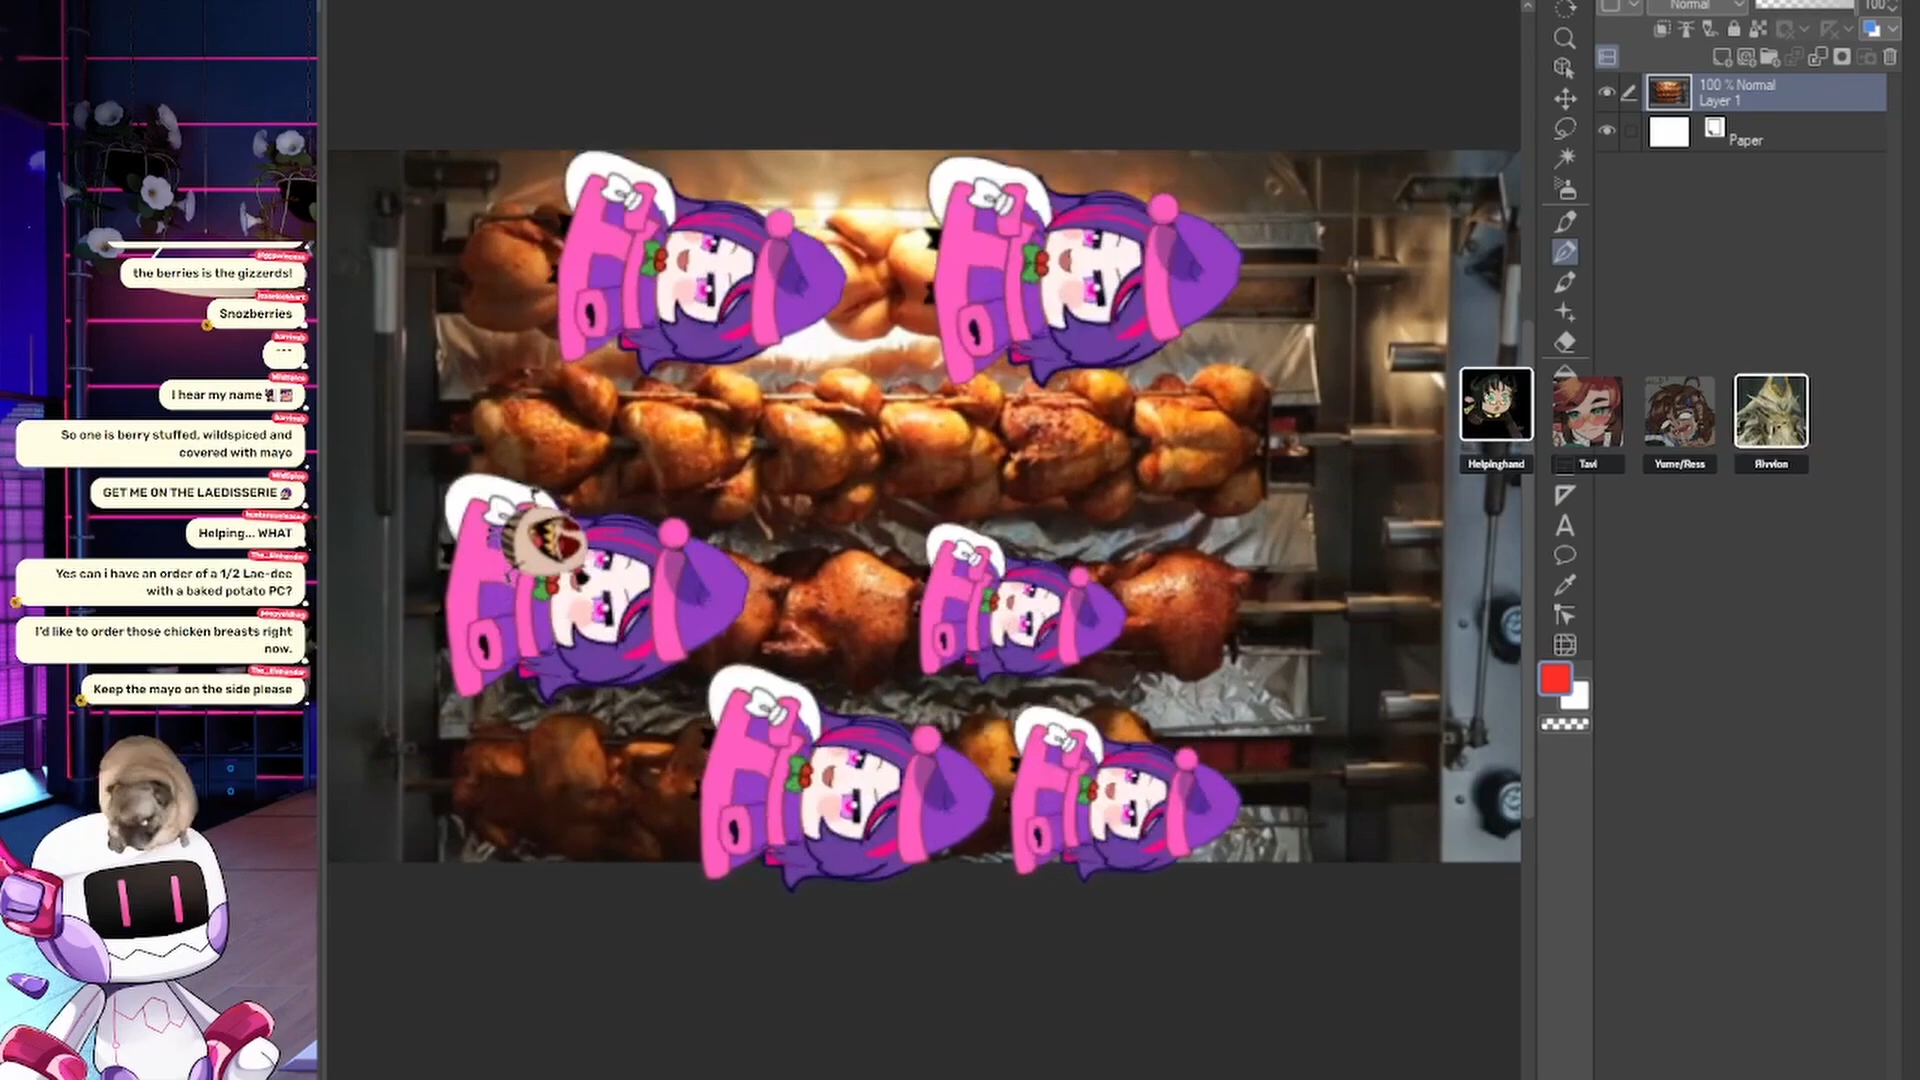 the berries is the gizzerds!
Snozberries
I hear my name
So one is berry stuffed, wildspiced and
covered with mayo
GET ME ON THE LAEDISSERIE
Helping... WHAT
Yes can i have an order of a 1/2 Lae-dee
with a baked potato PC?
I'd like to order those chicken breasts right
now.
Keep the mayo on the side please
Helpinghand
Tavi
Yume/Ress
Normal
100
100 % Normal
Layer 1
Paper
A